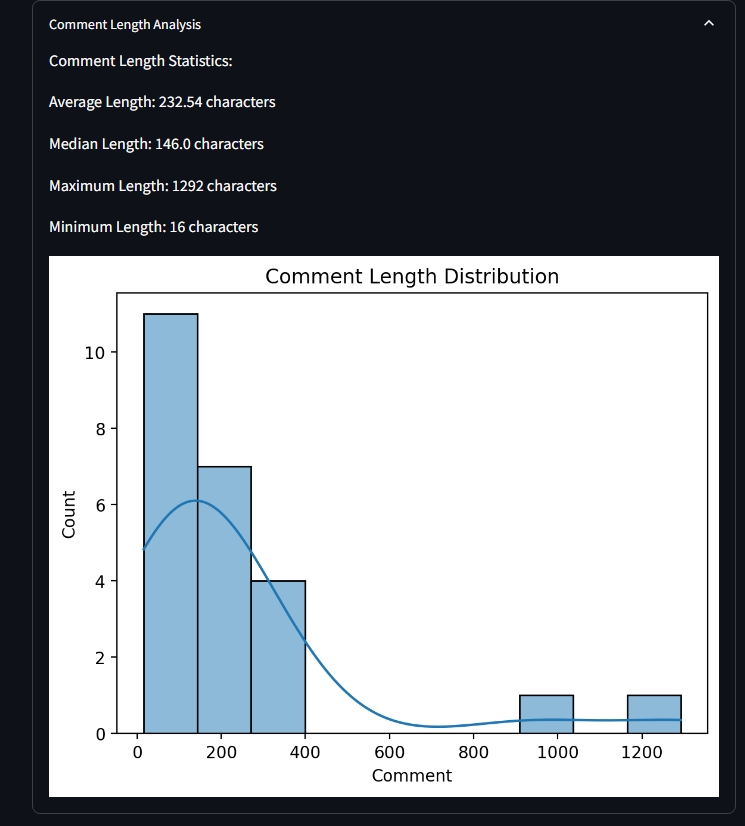 Comment Length Analysis
Comment Length Statistics:
Average Length: 232.54 characters
Median Length: 146.0 characters
Maximum Length: 1292 characters
Minimum Length: 16 characters
Comment Length Distribution
10
8
6
4
2
0
Count
0 200 400 600 800 1000 1200
Comment